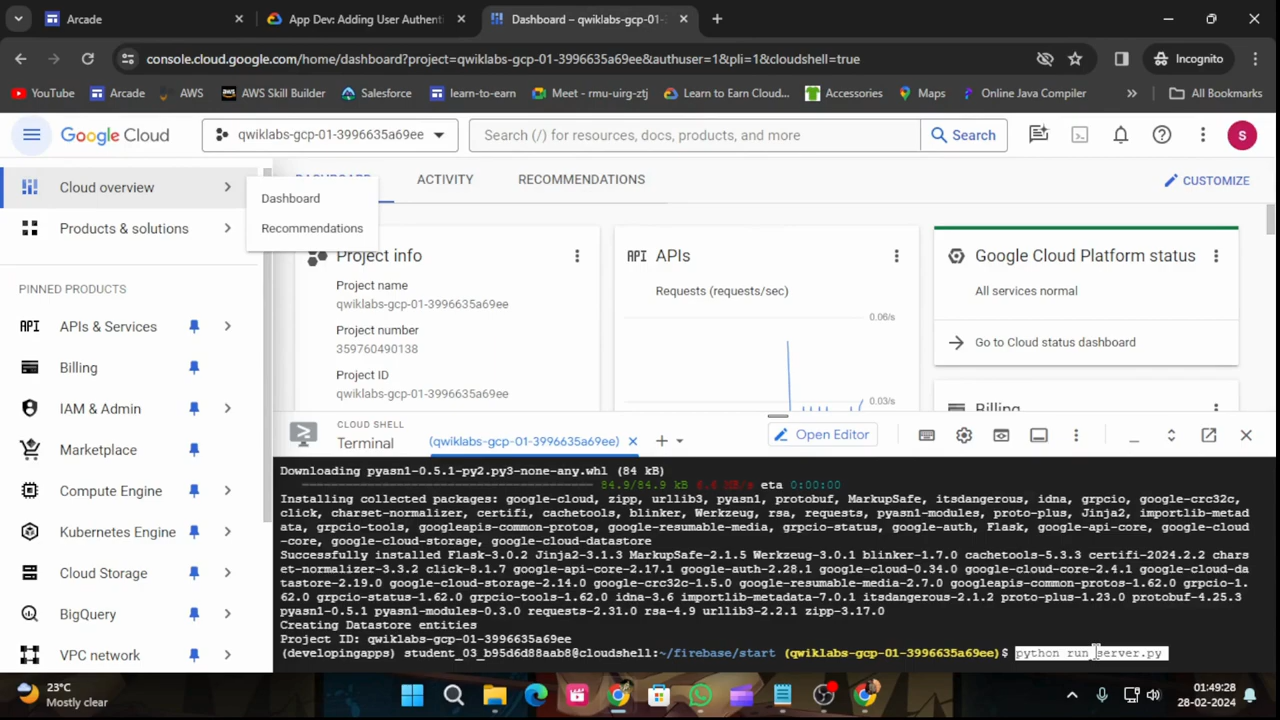 Arcade
App Dev: Adding User Authenti
Dashboard – qwiklabs-gcp-01-
console.cloud.google.com/home/dashboard?project=qwiklabs-gcp-01-3996635a69ee&authuser=1&pli=1&cloudshell=true
Incognito
YouTube
Arcade
AWS
AWS Skill Builder
Salesforce
learn-to-earn
Meet - rmu-uirg-ztj
Learn to Earn Cloud...
Accessories
Maps
Online Java Compiler
All Bookmarks
Google Cloud
qwiklabs-gcp-01-3996635a69ee
Search (/) for resources, docs, products, and more
Search
S
Cloud overview
Products & solutions
Dashboard
Recommendations
DASHBOARD
ACTIVITY
RECOMMENDATIONS
CUSTOMIZE
PINNED PRODUCTS
API APIs & Services
Billing
IAM & Admin
Marketplace
Compute Engine
Kubernetes Engine
Cloud Storage
BigQuery
VPC network
Project info
Project name
qwiklabs-gcp-01-3996635a69ee
Project number
359760490138
Project ID
qwiklabs-gcp-01-3996635a69ee
API APIs
Requests (requests/sec)
0.06/s
0.03/s
Google Cloud Platform status
All services normal
Go to Cloud status dashboard
Billing
CLOUD SHELL
Terminal
(qwiklabs-gcp-01-3996635a69ee)
Open Editor
Downloading pyasn1-0.5.1-py2.py3-none-any.whl (84 kB)
84.9/84.9 kB 6.6 MB/s eta 0:00:00
Installing collected packages: google-cloud, zipp, urllib3, pyasn1, protobuf, MarkupSafe, itsdangerous, idna, grpcio, google-crc32c,
click, charset-normalizer, certifi, cachetools, blinker, Werkzeug, rsa, requests, pyasn1-modules, proto-plus, Jinja2, importlib-metad
ata, grpcio-tools, googleapis-common-protos, google-resumable-media, grpcio-status, google-auth, Flask, google-api-core, google-cloud
-core, google-cloud-storage, google-cloud-datastore
Successfully installed Flask-3.0.2 Jinja2-3.1.3 MarkupSafe-2.1.5 Werkzeug-3.0.1 blinker-1.7.0 cachetools-5.3.3 certifi-2024.2.2 chars
et-normalizer-3.3.2 click-8.1.7 google-api-core-2.17.1 google-auth-2.28.1 google-cloud-0.34.0 google-cloud-core-2.4.1 google-cloud-da
tastore-2.19.0 google-cloud-storage-2.14.0 google-crc32c-1.5.0 google-resumable-media-2.7.0 googleapis-common-protos-1.62.0 grpcio-1.
62.0 grpcio-status-1.62.0 grpcio-tools-1.62.0 idna-3.6 importlib-metadata-7.0.1 itsdangerous-2.1.2 proto-plus-1.23.0 protobuf-4.25.3
pyasn1-0.5.1 pyasn1-modules-0.3.0 requests-2.31.0 rsa-4.9 urllib3-2.2.1 zipp-3.17.0
Creating Datastore entities
Project ID: qwiklabs-gcp-01-3996635a69ee
(developingapps) student_03_b95d6d88aab8@cloudshell:~/firebase/start (qwiklabs-gcp-01-3996635a69ee)$ python run_server.py
23°C
Mostly clear
01:49:28
28-02-2024